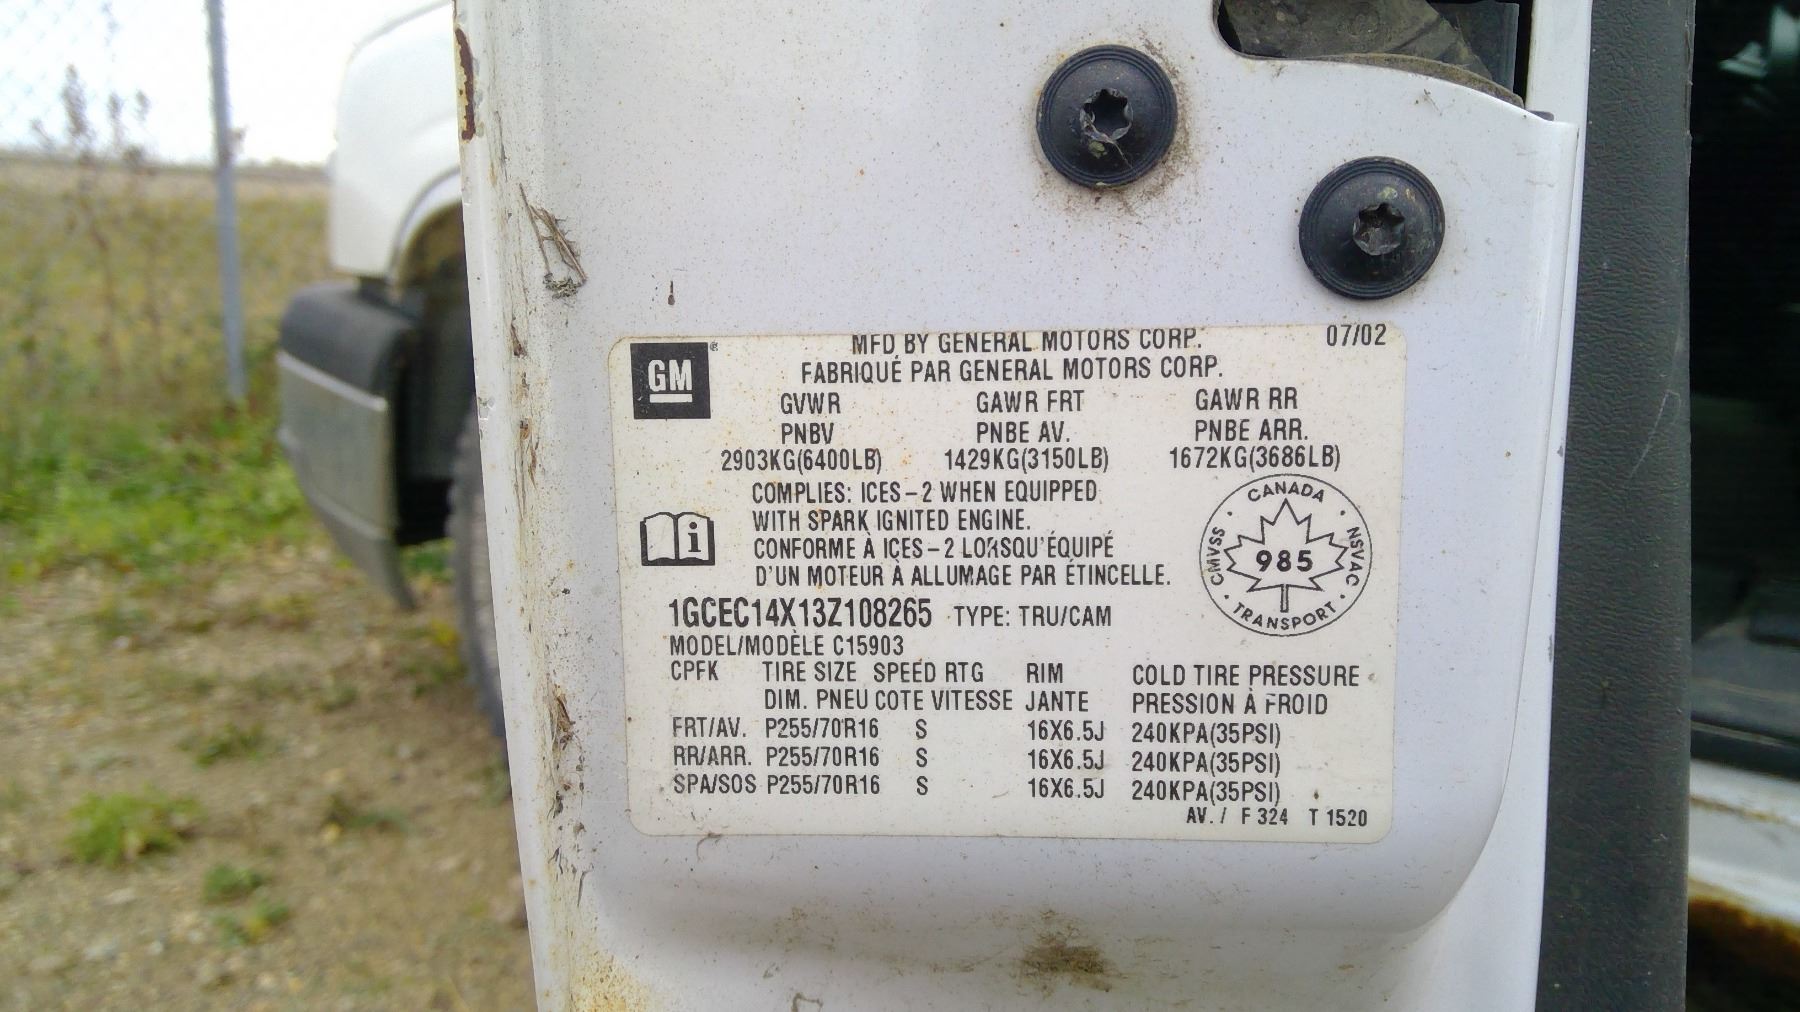 GM
MFD BY GENERAL MOTORS CORP. 07/02
FABRIQUÉ PAR GENERAL MOTORS CORP.
GVWR GAWR FRT GAWR RR
PNBV PNBE AV. PNBE ARR.
2903KG(6400LB) 1429KG(3150LB) 1672KG(3686LB)
COMPLIES: ICES-2 WHEN EQUIPPED
WITH SPARK IGNITED ENGINE.
CONFORME À ICES-2 LORSQU'ÉQUIPÉ
D'UN MOTEUR À ALLUMAGE PAR ÉTINCELLE.
CANADA
CMVSS 985 NSVAC
TRANSPORT
1GCEC14X13Z108265 TYPE: TRU/CAM
MODEL/MODÈLE C15903
CPFK TIRE SIZE SPEED RTG RIM COLD TIRE PRESSURE
DIM. PNEU COTE VITESSE JANTE PRESSION À FROID
FRT/AV. P255/70R16 S 16X6.5J 240KPA(35PSI)
RR/ARR. P255/70R16 S 16X6.5J 240KPA(35PSI)
SPA/SOS P255/70R16 S 16X6.5J 240KPA(35PSI)
AV. / F 324 T 1520